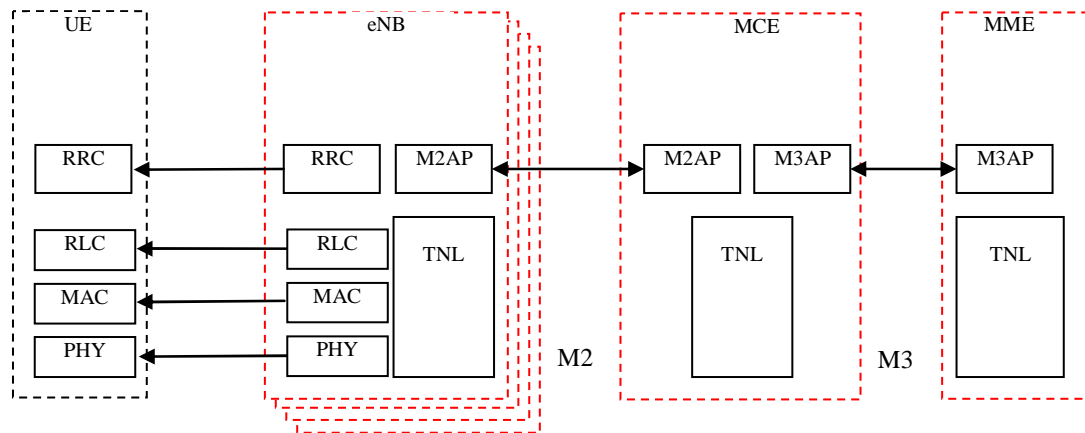 UE
eNB
MCE
MME
RRC
RRC
M2AP
M2AP
M3AP
M3AP
RLC
RLC
TNL
TNL
TNL
MAC
MAC
PHY
PHY
M2
M3